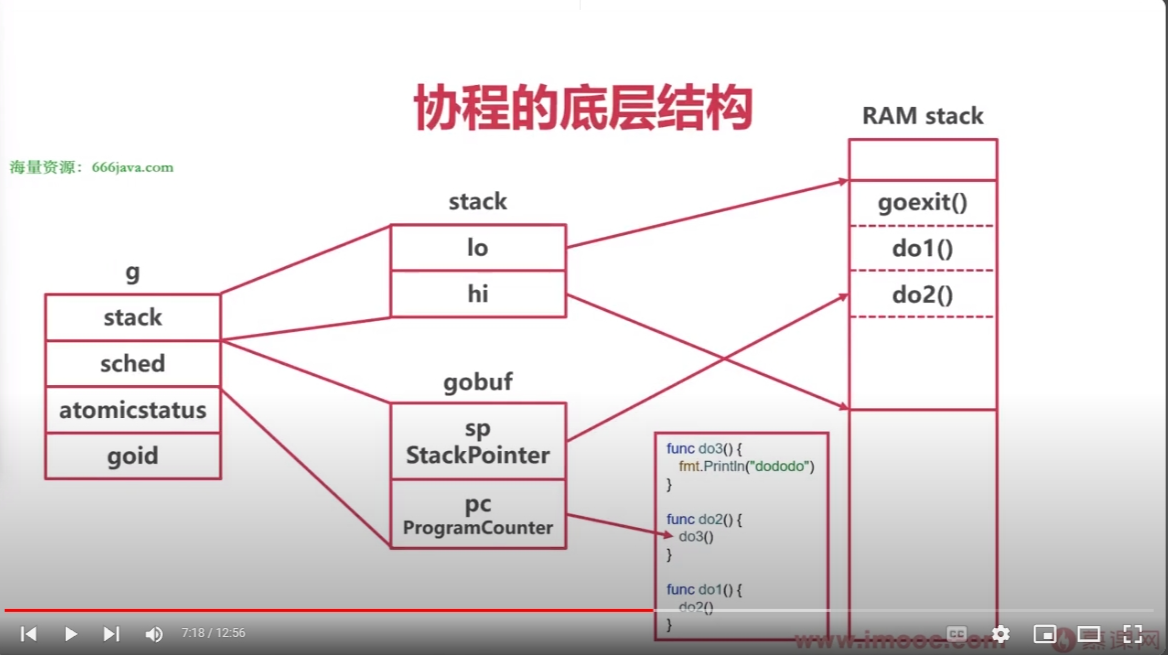 协程的底层结构
RAM stack
海量资源：666java.com
stack
lo
hi
goexit()
do1()
do2()
g
stack
sched
atomicstatus
goid
gobuf
sp
StackPointer
pc
ProgramCounter
func do3() {
fmt.Println("dododo")
}
func do2() {
do3()
}
func do1() {
do2()
}
7:18 / 12:56
CC
www.imooc.com
慕课网